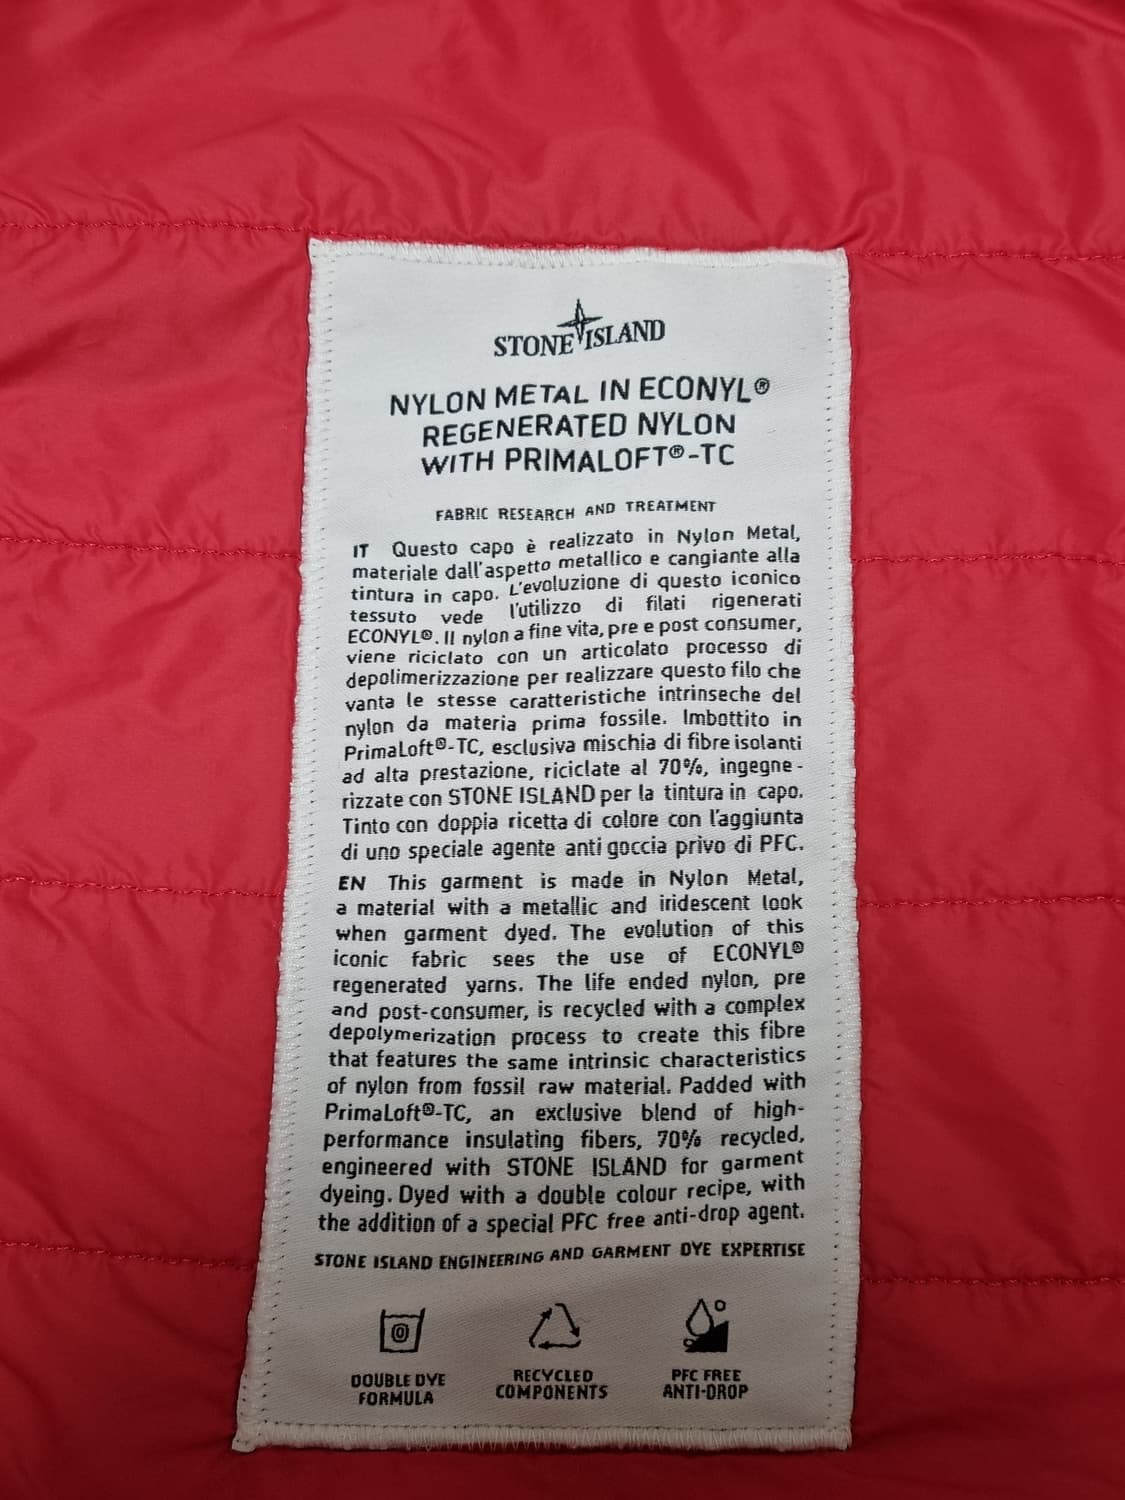 STONE ISLAND
NYLON METAL IN ECONYL®
REGENERATED NYLON
WITH PRIMALOFT®-TC
FABRIC RESEARCH AND TREATMENT
IT Questo capo è realizzato in Nylon Metal,
materiale dall'aspetto metallico e cangiante alla
tintura in capo. L'evoluzione di questo iconico
tessuto vede l'utilizzo di filati rigenerati
ECONYL®. Il nylon a fine vita, pre e post consumer,
viene riciclato con un articolato processo di
depolimerizzazione per realizzare questo filo che
vanta le stesse caratteristiche intrinseche del
nylon da materia prima fossile. Imbottito in
PrimaLoft®-TC, esclusiva mischia di fibre isolanti
ad alta prestazione, riciclate al 70%, ingegne-
rizzate con STONE ISLAND per la tintura in capo.
Tinto con doppia ricetta di colore con l'aggiunta
di uno speciale agente anti goccia privo di PFC.
EN This garment is made in Nylon Metal,
a material with a metallic and iridescent look
when garment dyed. The evolution of this
iconic fabric sees the use of ECONYL®
regenerated yarns. The life ended nylon, pre
and post-consumer, is recycled with a complex
depolymerization process to create this fibre
that features the same intrinsic characteristics
of nylon from fossil raw material. Padded with
PrimaLoft®-TC, an exclusive blend of high-
performance insulating fibers, 70% recycled,
engineered with STONE ISLAND for garment
dyeing. Dyed with a double colour recipe, with
the addition of a special PFC free anti-drop agent.
STONE ISLAND ENGINEERING AND GARMENT DYE EXPERTISE
DOUBLE DYE
FORMULA
RECYCLED
COMPONENTS
PFC FREE
ANTI-DROP